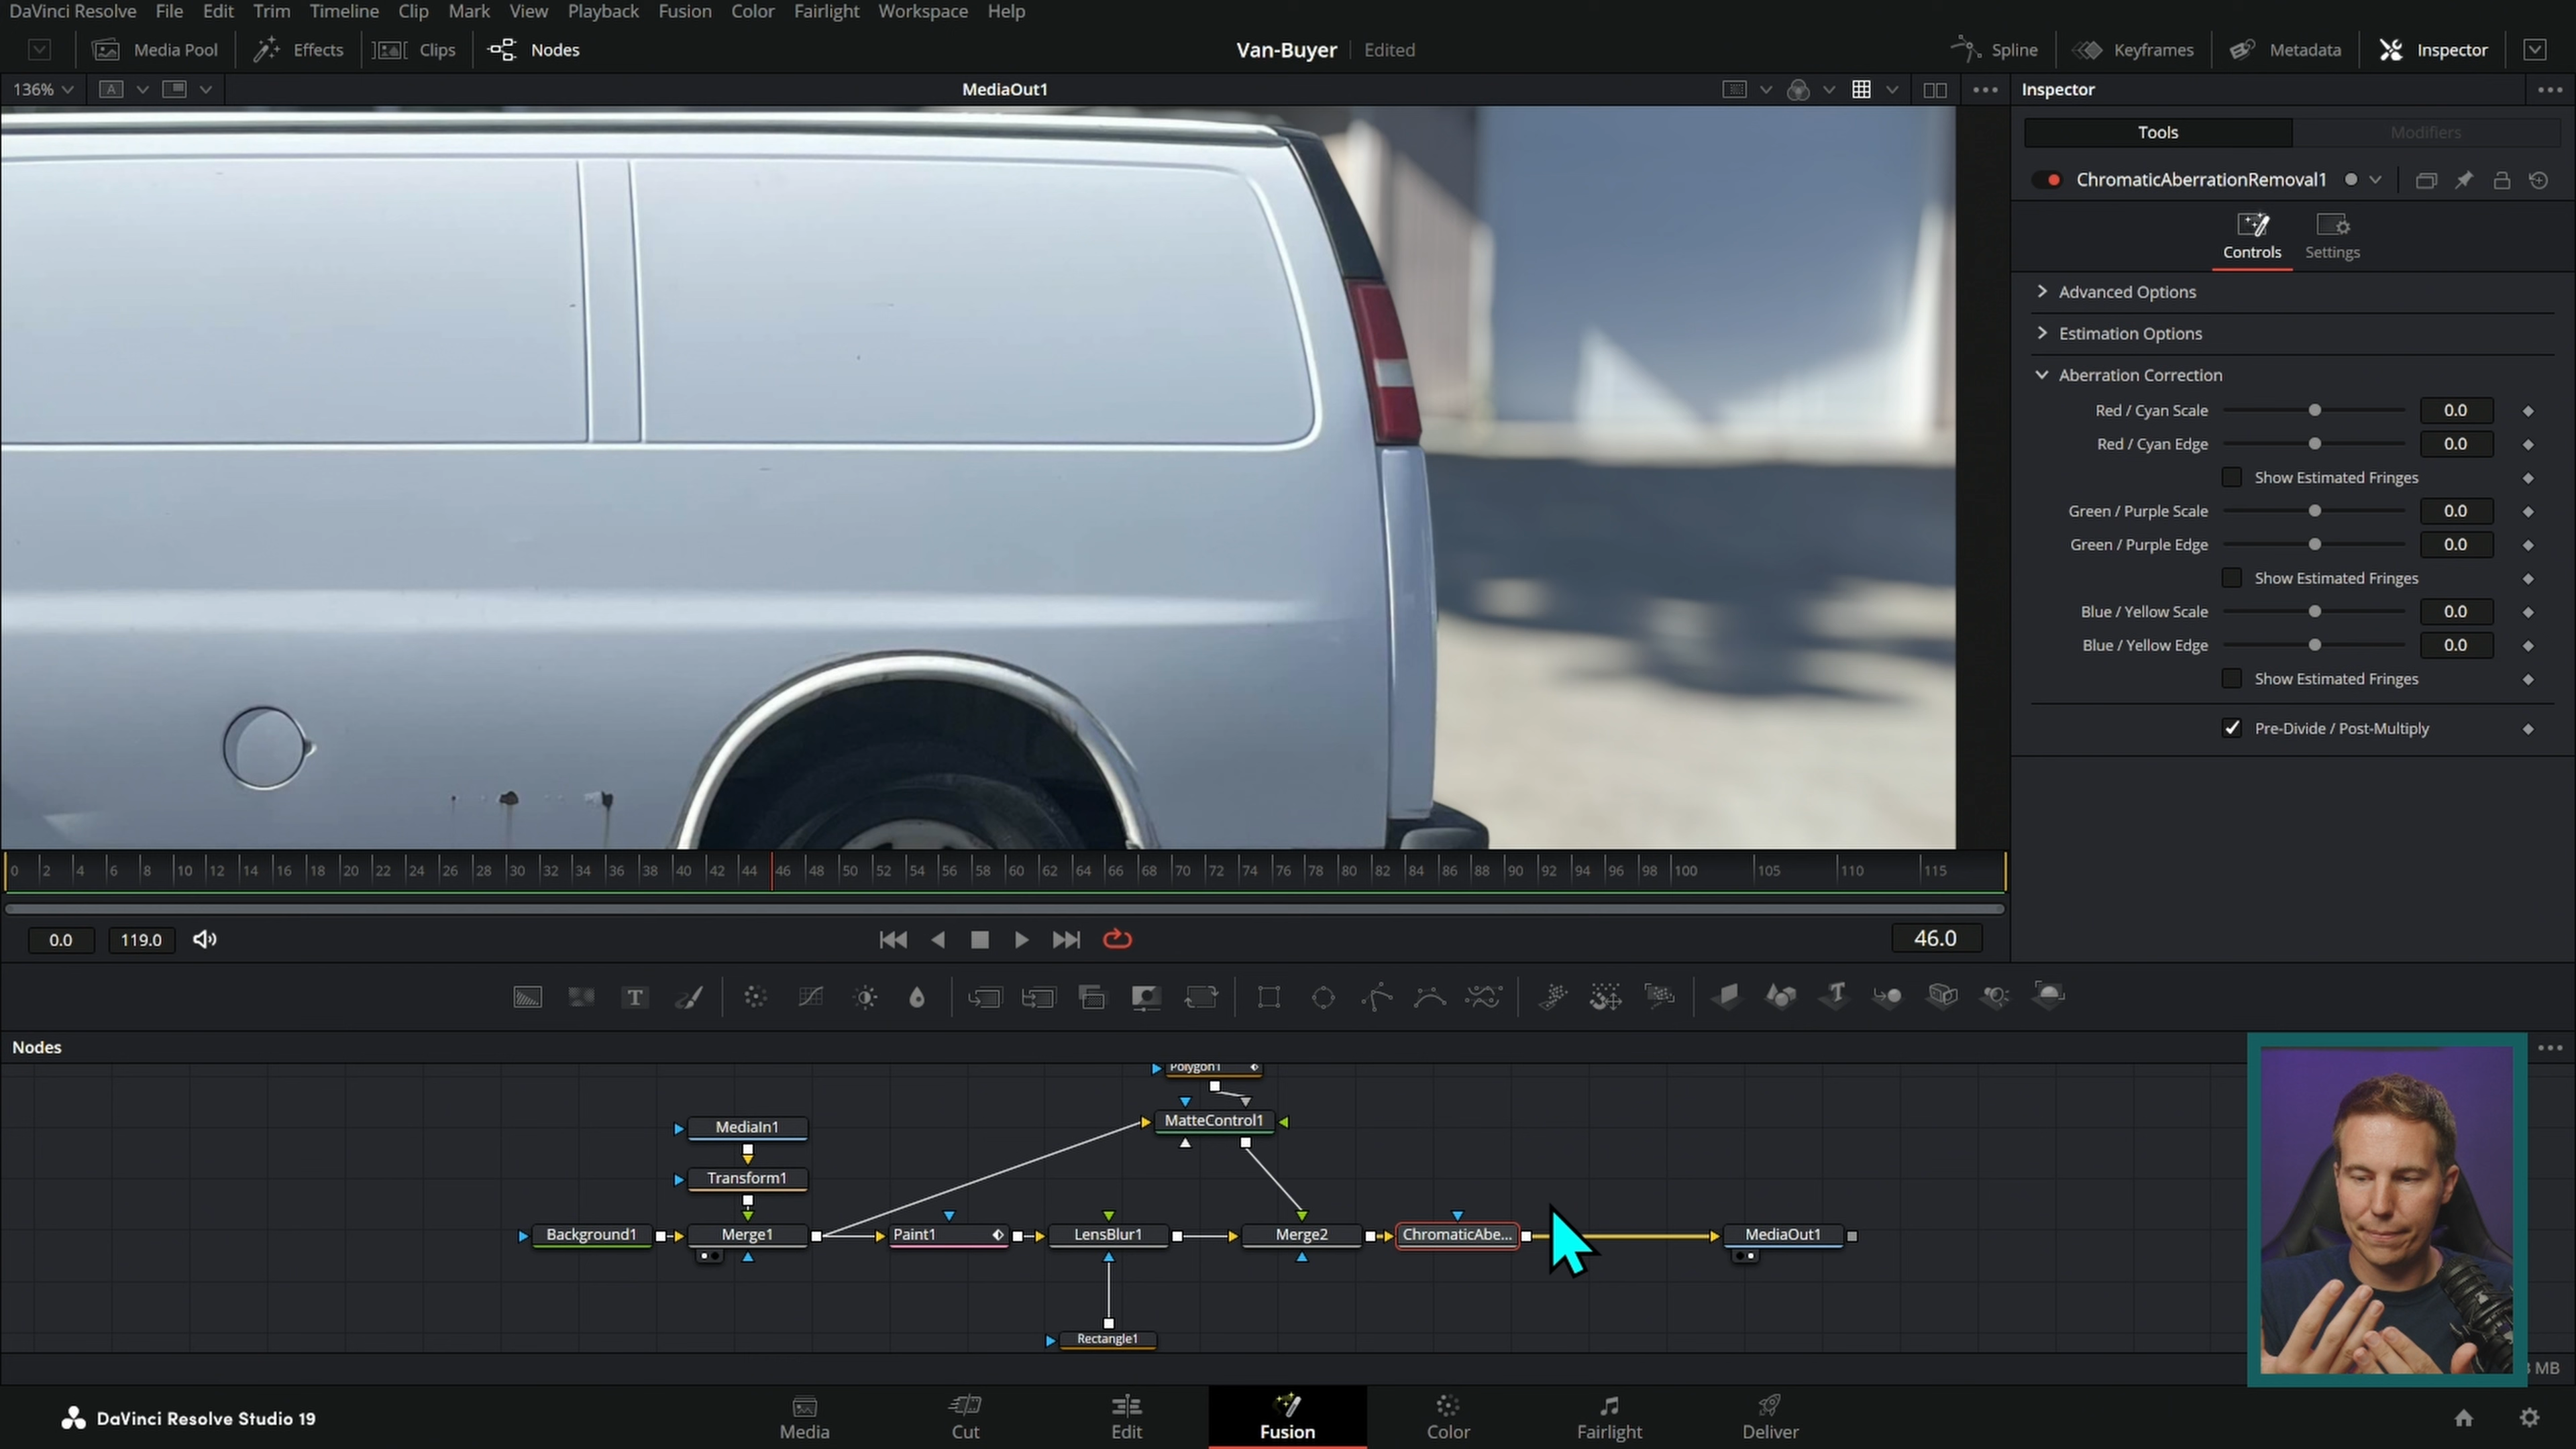 DaVinci Resolve File Edit Trim Timeline Clip Mark View Playback Fusion Color Fairlight Workspace Help
Media Pool Effects Clips Nodes Van-Buyer Edited Spline Keyframes Metadata Inspector
136% A MediaOut1 Inspector
Tools Modifiers
ChromaticAberrationRemoval1
Controls Settings
Advanced Options
Estimation Options
Aberration Correction
Red / Cyan Scale 0.0
Red / Cyan Edge 0.0
Show Estimated Fringes
Green / Purple Scale 0.0
Green / Purple Edge 0.0
Show Estimated Fringes
Blue / Yellow Scale 0.0
Blue / Yellow Edge 0.0
Show Estimated Fringes
Pre-Divide / Post-Multiply
0 2 4 6 8 10 12 14 16 18 20 22 24 26 28 30 32 34 36 38 40 42 44 46 48 50 52 54 56 58 60 62 64 66 68 70 72 74 76 78 80 82 84 86 88 90 92 94 96 98 100 105 110 115
0.0 119.0 46.0
T T
Nodes
Polygon1
MediaIn1 MatteControl1
Transform1
Background1 Merge1 Paint1 LensBlur1 Merge2 ChromaticAbe... MediaOut1
Rectangle1
MB
DaVinci Resolve Studio 19 Media Cut Edit Fusion Color Fairlight Deliver